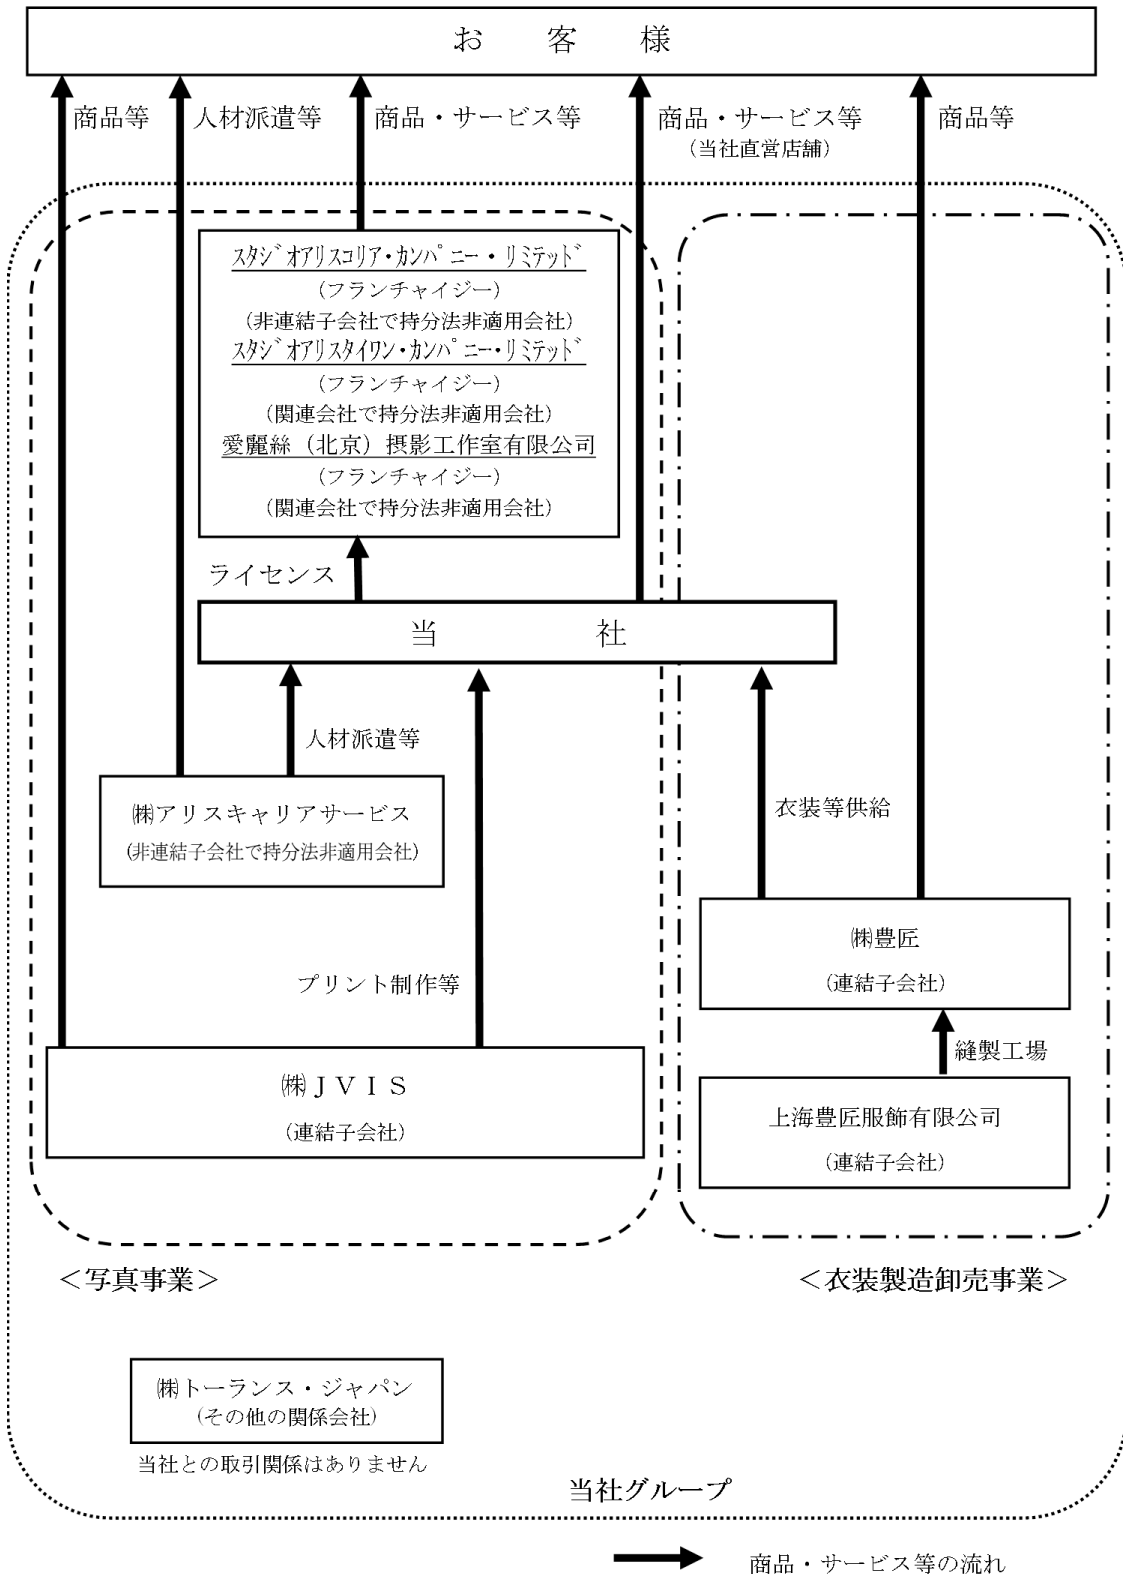 お客様
商品等
人材派遣等
商品・サービス等
商品・サービス等
(当社直営店舗)
商品等
スタジオアリスコリア・カンパニー・リミテッド
(フランチャイジー)
(非連結子会社で持分法非適用会社)
スタジオアリスタイワン・カンパニー・リミテッド
(フランチャイジー)
(関連会社で持分法非適用会社)
愛麗絲(北京)摂影工作室有限公司
(フランチャイジー)
(関連会社で持分法非適用会社)
ライセンス
当社
人材派遣等
㈱アリスキャリアサービス
(非連結子会社で持分法非適用会社)
衣装等供給
㈱豊匠
(連結子会社)
プリント制作等
縫製工場
㈱JVIS
(連結子会社)
上海豊匠服飾有限公司
(連結子会社)
<写真事業>
<衣装製造卸売事業>
㈱トーランス・ジャパン
(その他の関係会社)
当社との取引関係はありません
当社グループ
商品・サービス等の流れ